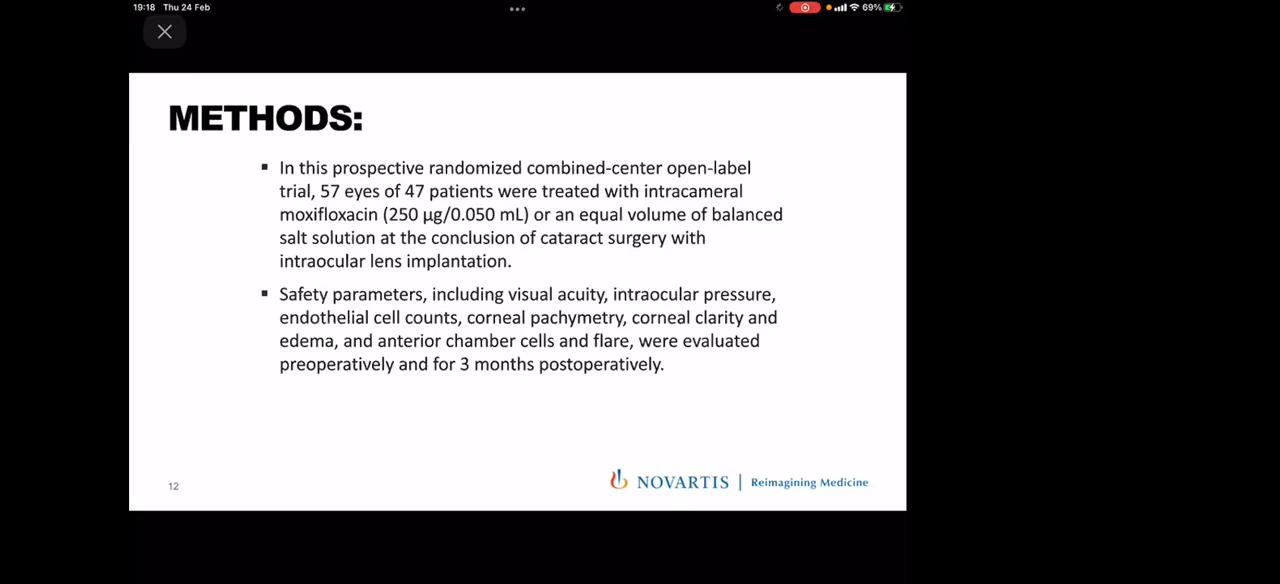 19:18 Thu 24 Feb
69%
METHODS:
▪ In this prospective randomized combined-center open-label
trial, 57 eyes of 47 patients were treated with intracameral
moxifloxacin (250 µg/0.050 mL) or an equal volume of balanced
salt solution at the conclusion of cataract surgery with
intraocular lens implantation.
▪ Safety parameters, including visual acuity, intraocular pressure,
endothelial cell counts, corneal pachymetry, corneal clarity and
edema, and anterior chamber cells and flare, were evaluated
preoperatively and for 3 months postoperatively.
12
NOVARTIS | Reimagining Medicine